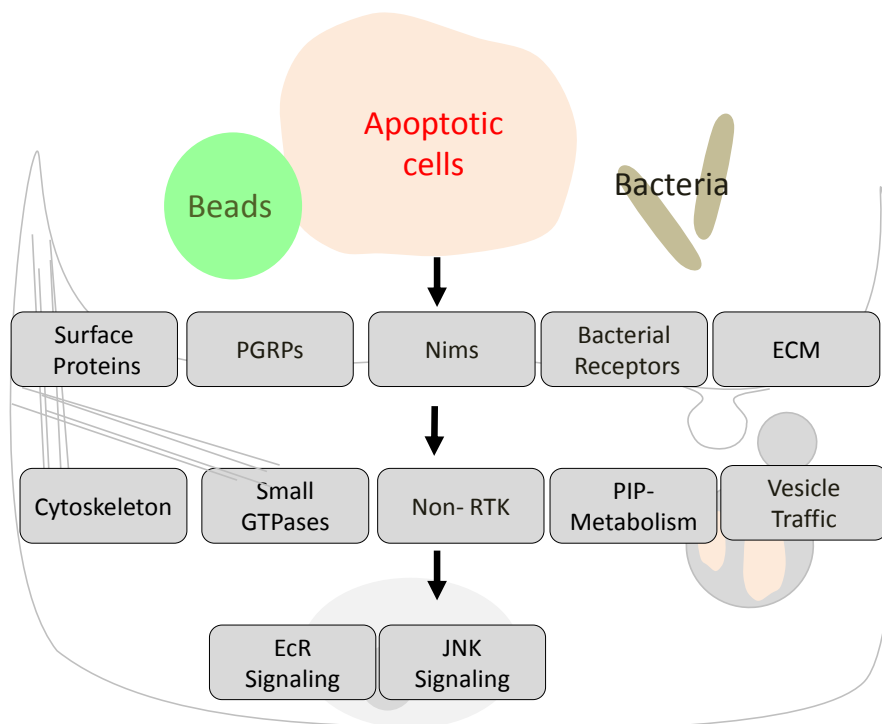 Apoptotic
cells
Beads
Bacteria
Surface
Proteins
PGRPs
Nims
Bacterial
Receptors
ECM
Cytoskeleton
Small
GTPases
Non- RTK
PIP-
Metabolism
Vesicle
Traffic
EcR
Signaling
JNK
Signaling